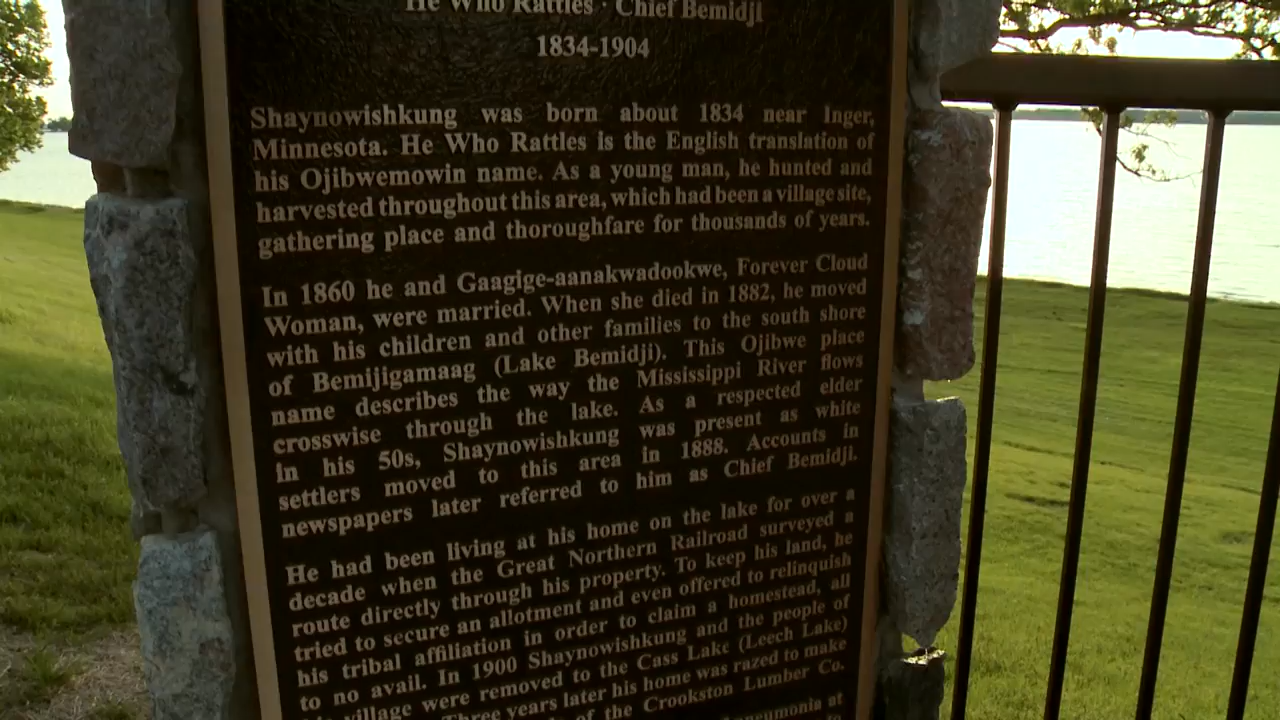 He Who Rattles · Chief Bemidji
1834-1904
Shaynowishkung was born about 1834 near Inger,
Minnesota. He Who Rattles is the English translation of
his Ojibwemowin name. As a young man, he hunted and
harvested throughout this area, which had been a village site,
gathering place and thoroughfare for thousands of years.
In 1860 he and Gaagige-aanakwadookwe, Forever Cloud
Woman, were married. When she died in 1882, he moved
with his children and other families to the south shore
of Bemijigamaag (Lake Bemidji). This Ojibwe place
name describes the way the Mississippi River flows
crosswise through the lake. As a respected elder
in his 50s, Shaynowishkung was present as white
settlers moved to this area in 1888. Accounts in
newspapers later referred to him as Chief Bemidji.
He had been living at his home on the lake for over a
decade when the Great Northern Railroad surveyed a
route directly through his property. To keep his land, he
tried to secure an allotment and even offered to relinquish
his tribal affiliation in order to claim a homestead, all
to no avail. In 1900 Shaynowishkung and the people of
village were removed to the Cass Lake (Leech Lake)
Three years later his home was razed to make
of the Crookston Lumber Co.
pneumonia at